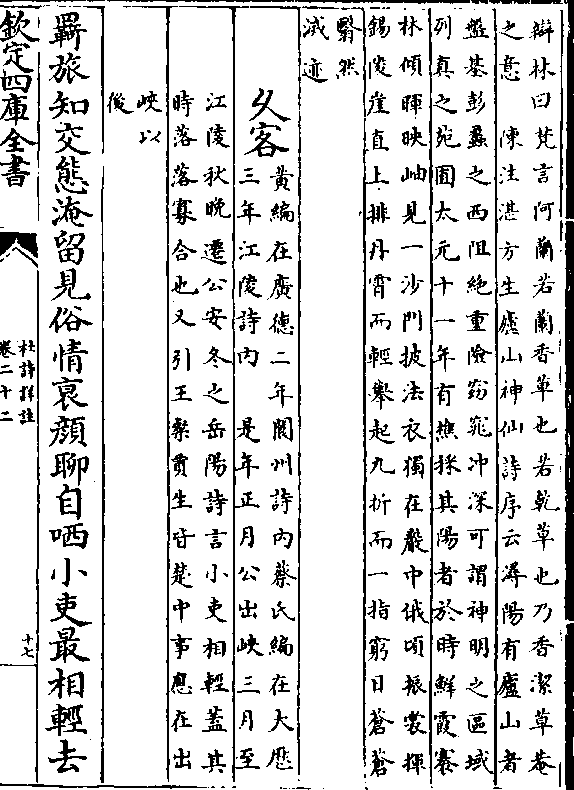 辯林曰梵言阿蘭若蘭香草也若乾草也乃香潔草菴
之意　陳注湛方生廬山神仙詩序云潯陽有廬山者
盤基彭蠡之西阻絶重險窈窕沖深可謂神明之區域
列真之苑囿太元十一年有樵採其陽者於時鮮霞褰
林傾暉映岫見一沙門披法衣獨在巖中俄頃振裳揮
錫凌崖直上排丹霄而輕舉起九折而一指窮日蒼蒼
翳然
滅迹
久客
黄編在廣德二年閬州詩内蔡氏編在大厯
三年江陵詩内　是年正月公出峽三月至
江陵秋晚遷公安冬之岳陽詩言小吏相輕蓋其
時落落寡合也又引王粲賈生皆楚中事應在出
峽以
後
羈旅知交態淹留見俗情衰顔聊自哂小吏最相輕去
欽定四庫全書
杜詩詳註
卷二十二
十七